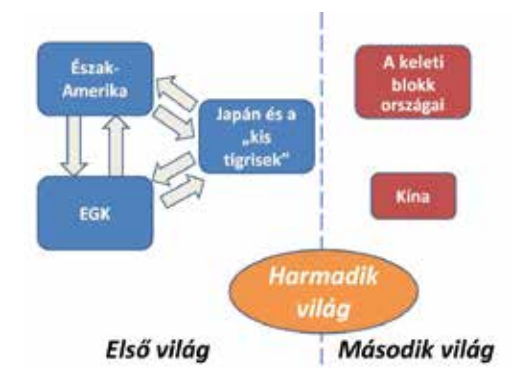 Észak-
Amerika
Japán és a
„kis
tigrisek”
EGK
A keleti
blokk
országai
Kína
Harmadik
világ
Első világ
Második világ